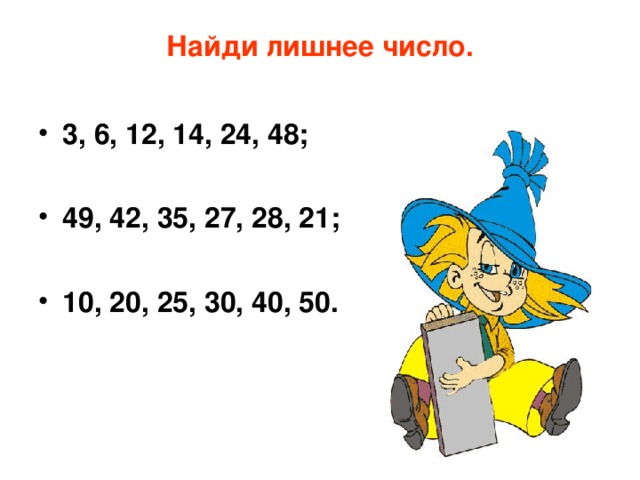 Найди лишнее число.
• 3, 6, 12, 14, 24, 48;
• 49, 42, 35, 27, 28, 21;
• 10, 20, 25, 30, 40, 50.